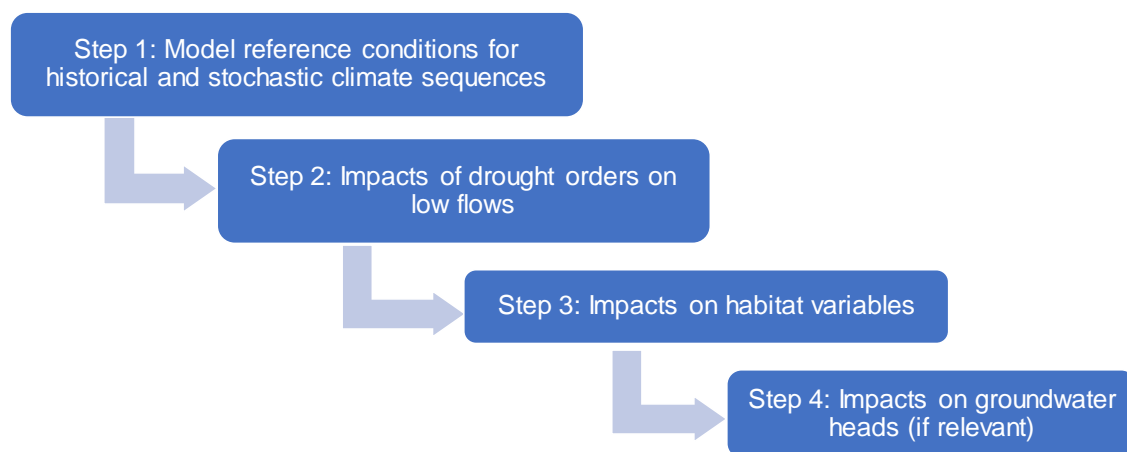 Step 1: Model reference conditions for
historical and stochastic climate sequences
Step 2: Impacts of drought orders on
low flows
Step 3: Impacts on habitat variables
Step 4: Impacts on groundwater
heads (if relevant)